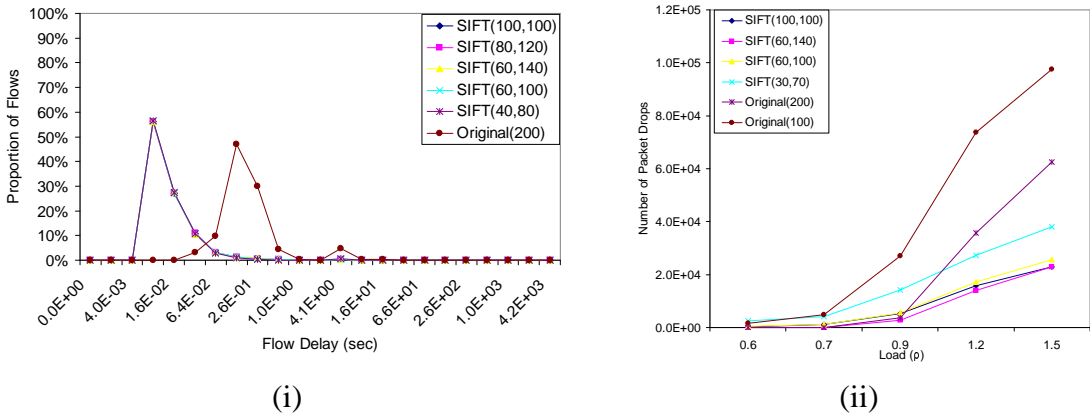 100%
90%
80%
70%
60%
50%
40%
30%
20%
10%
0%
Proportion of Flows
SIFT(100,100)
SIFT(80,120)
SIFT(60,140)
SIFT(60,100)
SIFT(40,80)
Original(200)
0.0E+00
4.0E-03
1.6E-02
6.4E-02
2.6E-01
1.0E+00
4.1E+00
1.6E+01
6.6E+01
2.6E+02
1.0E+03
4.2E+03
Flow Delay (sec)
(i)
1.2E+05
1.0E+05
8.0E+04
6.0E+04
4.0E+04
2.0E+04
0.0E+00
Number of Packet Drops
SIFT(100,100)
SIFT(60,140)
SIFT(60,100)
SIFT(30,70)
Original(200)
Original(100)
0.6
0.7
0.9
1.2
1.5
Load (ρ)
(ii)